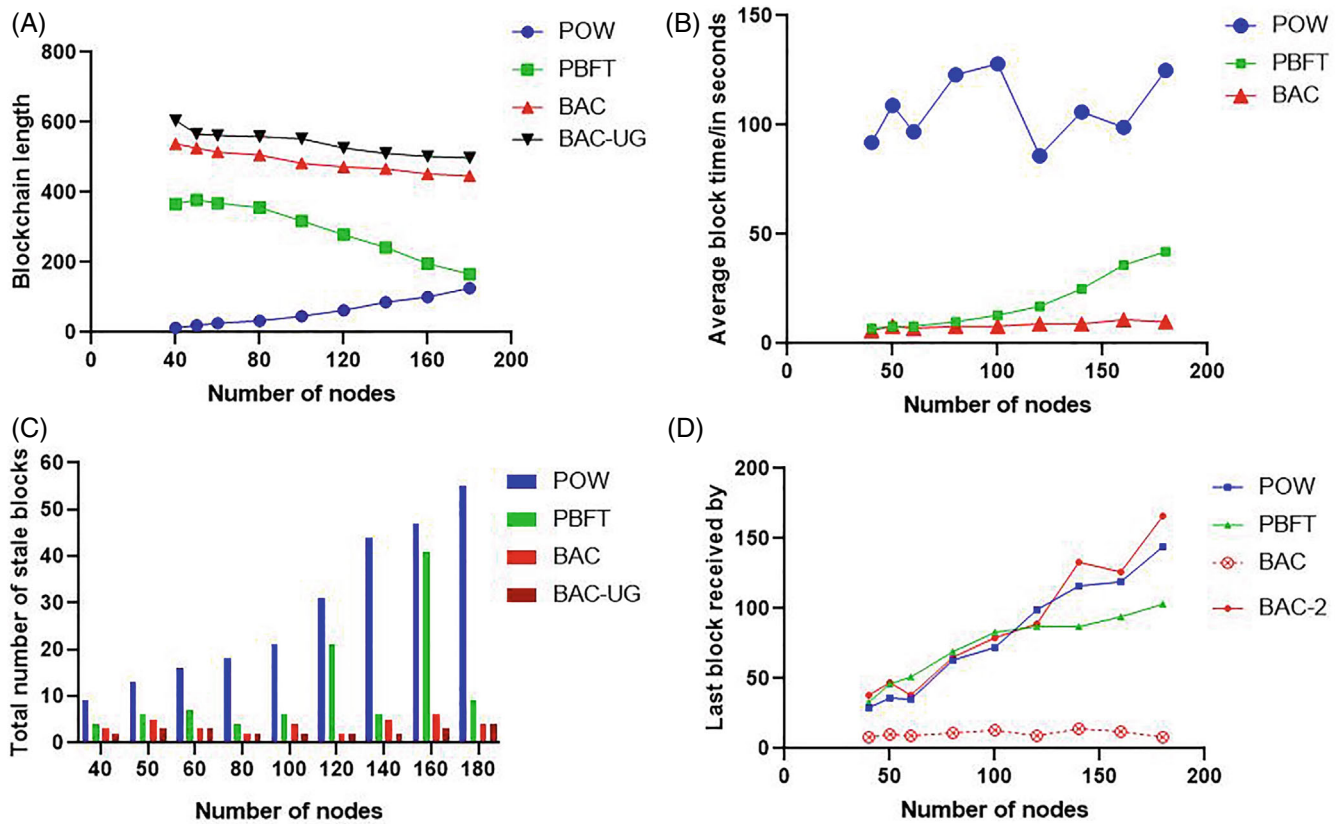 (A)
800
600
400
200
0
0 40 80 120 160 200
Blockchain length
Number of nodes
POW
PBFT
BAC
BAC-UG
(B)
150
100
50
0
0 50 100 150 200
Average block time/in seconds
Number of nodes
POW
PBFT
BAC
(C)
60
50
40
30
20
10
0
40 50 60 80 100 120 140 160 180
Total number of stale blocks
Number of nodes
POW
PBFT
BAC
BAC-UG
(D)
200
150
100
50
0
0 50 100 150 200
Last block received by
Number of nodes
POW
PBFT
BAC
BAC-2